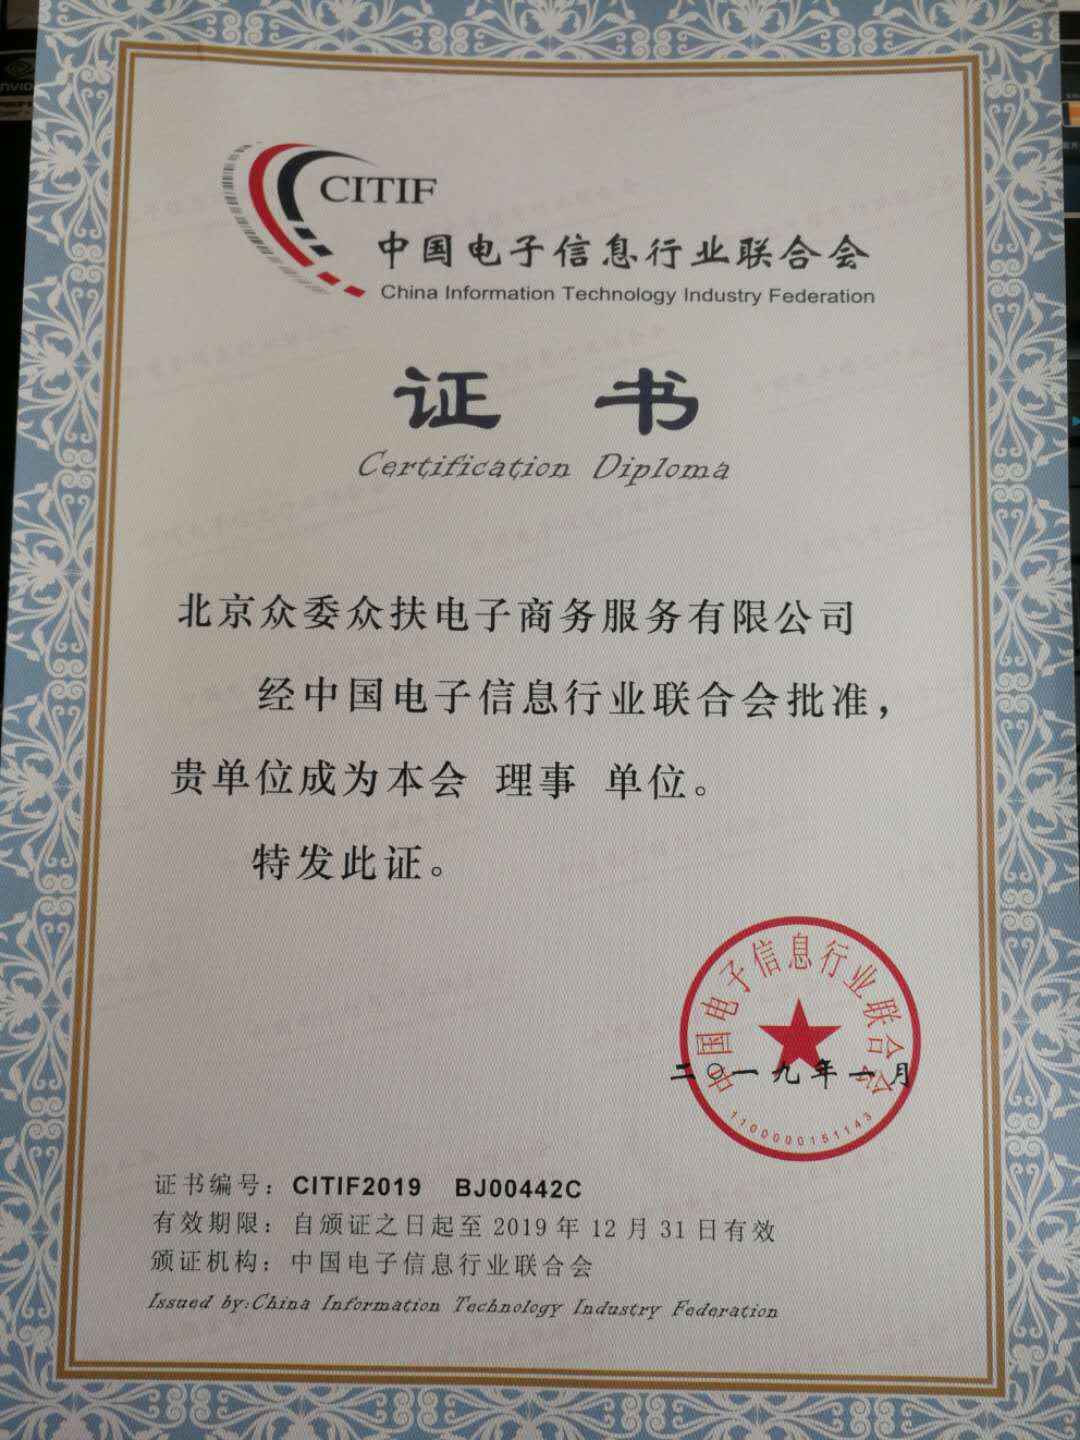 CITIF
中国电子信息行业联合会
China Information Technology Industry Federation
证 书
Certification Diploma
北京众委众扶电子商务服务有限公司
经中国电子信息行业联合会批准，
贵单位成为本会 理事 单位。
特发此证。
中国电子信息行业联合会
二〇一九年一月
1100000151143
证书编号：CITIF2019 BJ00442C
有效期限：自颁证之日起至 2019 年 12 月 31 日有效
颁证机构：中国电子信息行业联合会
Issued by:China Information Technology Industry Federation